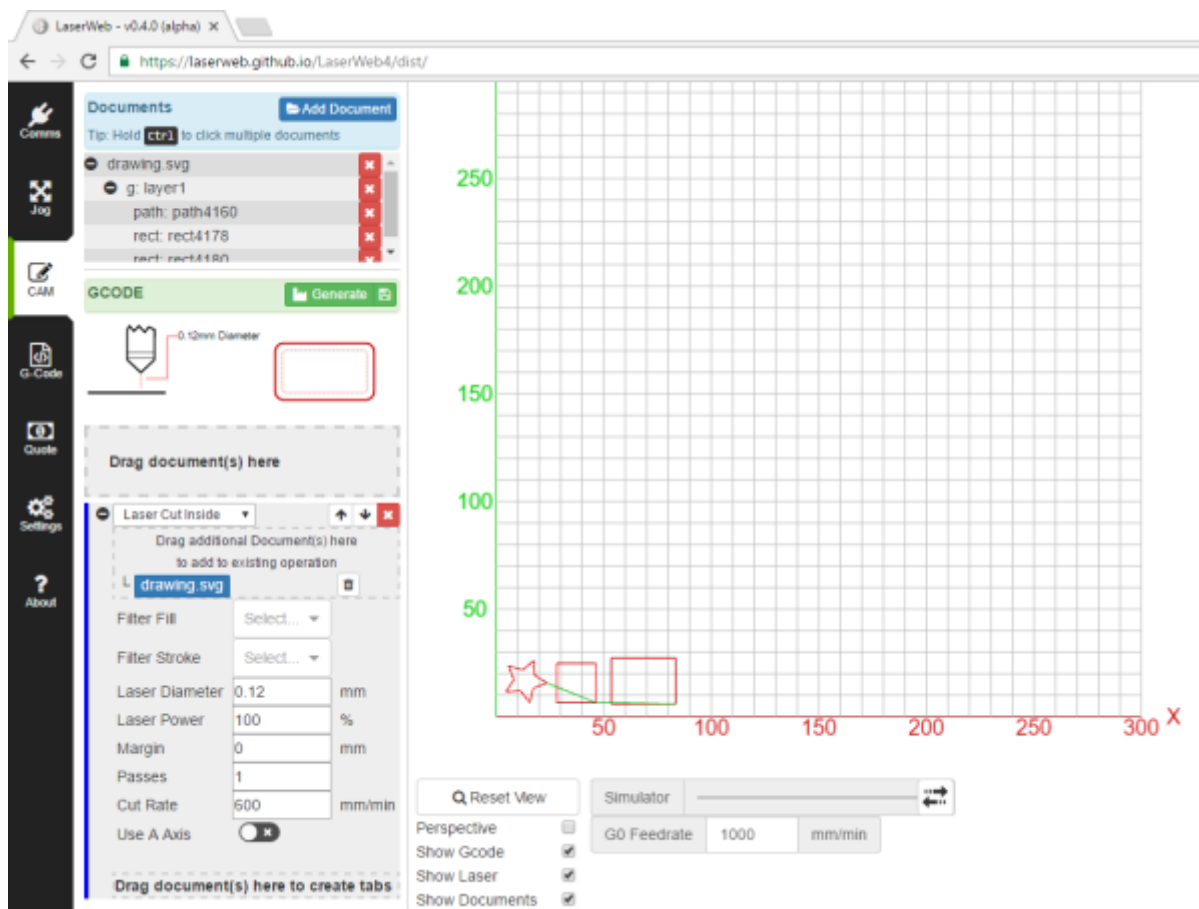 LaserWeb - v0.4.0 (alpha)
https://laserweb.github.io/LaserWeb4/dist/
Comms
Jog
CAM
G-Code
Quote
Settings
About
Documents
Add Document
Tip: Hold ctrl to click multiple documents
drawing.svg
g: layer1
path: path4160
rect: rect4178
rect: rect4180
GCODE
Generate
0.12mm Diameter
Drag document(s) here
Laser Cut Inside
Drag additional Document(s) here
to add to existing operation
drawing.svg
Filter Fill Select...
Filter Stroke Select...
Laser Diameter 0.12 mm
Laser Power 100 %
Margin 0 mm
Passes 1
Cut Rate 600 mm/min
Use A Axis
Drag document(s) here to create tabs
250
200
150
100
50
50 100 150 200 250 300 X
Reset View
Perspective
Show Gcode
Show Laser
Show Documents
Simulator
G0 Feedrate 1000 mm/min